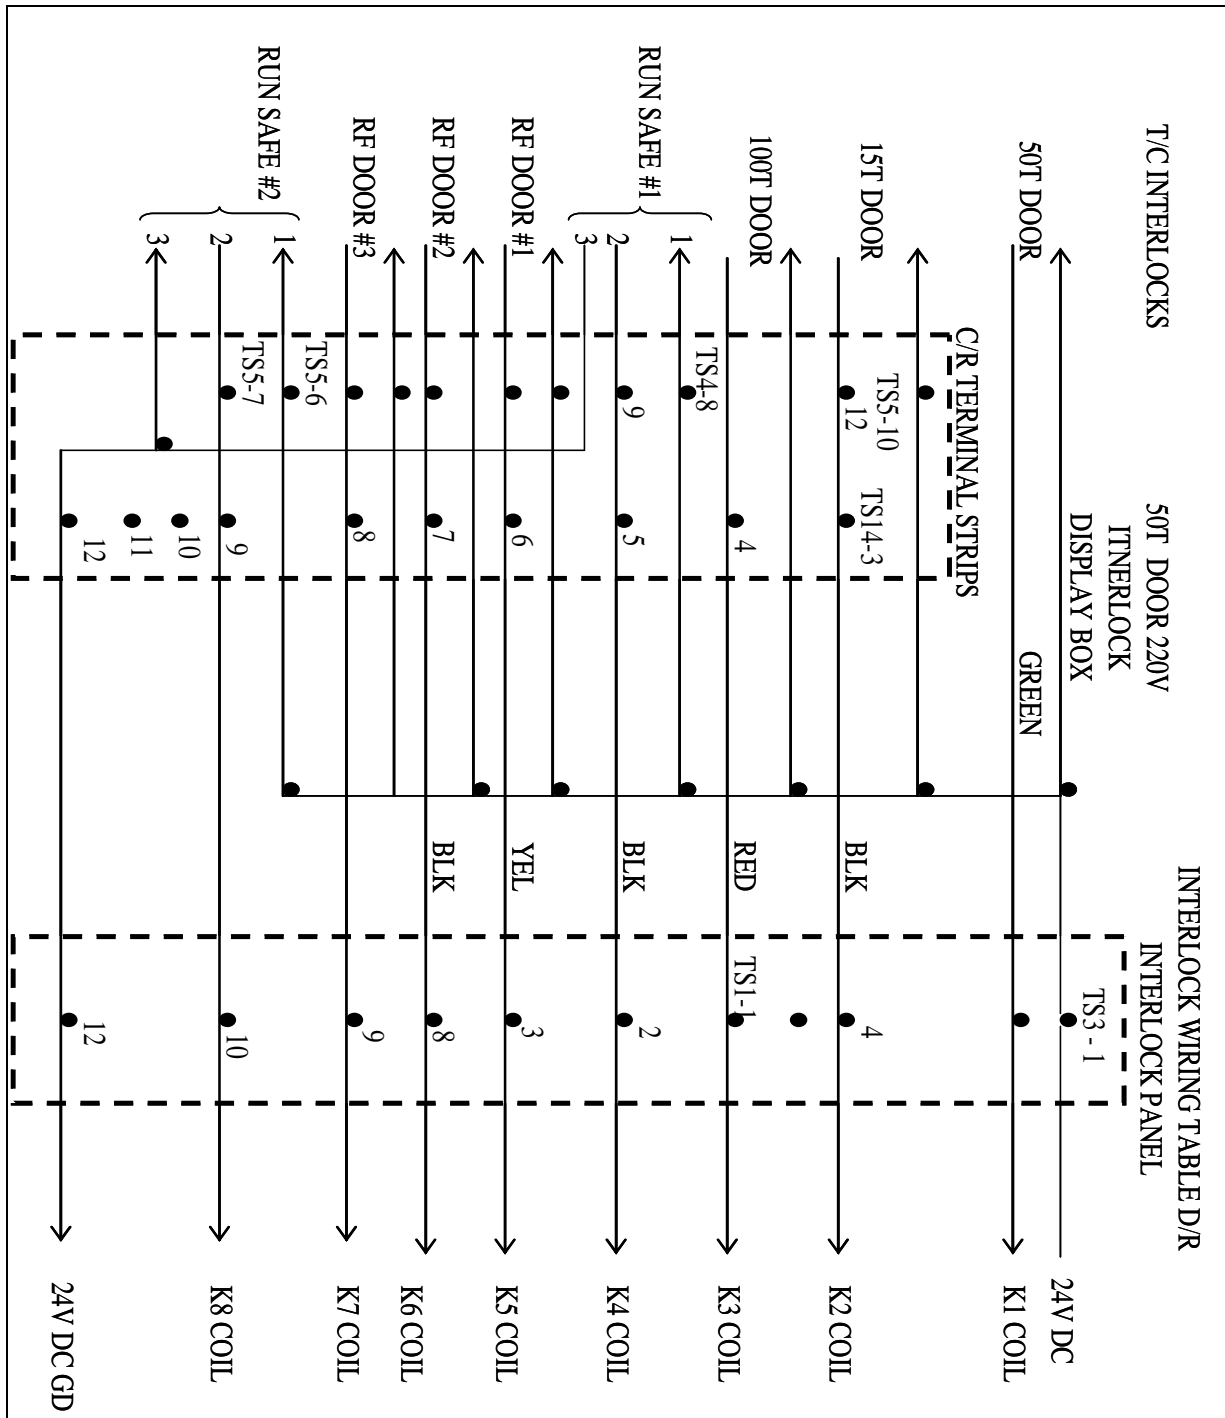 T/C INTERLOCKS
50T DOOR 220V
ITNERLOCK
DISPLAY BOX
INTERLOCK WIRING TABLE D/R
INTERLOCK PANEL
C/R TERMINAL STRIPS
TS3 - 1
24V DC
50T DOOR
GREEN
K1 COIL
TS5-10
15T DOOR
12
TS14-3
BLK
4
K2 COIL
100T DOOR
4
RED
TS1-1
K3 COIL
RUN SAFE #1
1
TS4-8
2
9
5
BLK
2
K4 COIL
3
RF DOOR #1
6
YEL
3
K5 COIL
RF DOOR #2
7
BLK
8
K6 COIL
RF DOOR #3
8
9
K7 COIL
RUN SAFE #2
1
TS5-6
2
TS5-7
9
10
K8 COIL
3
10
11
12
12
24V DC GD